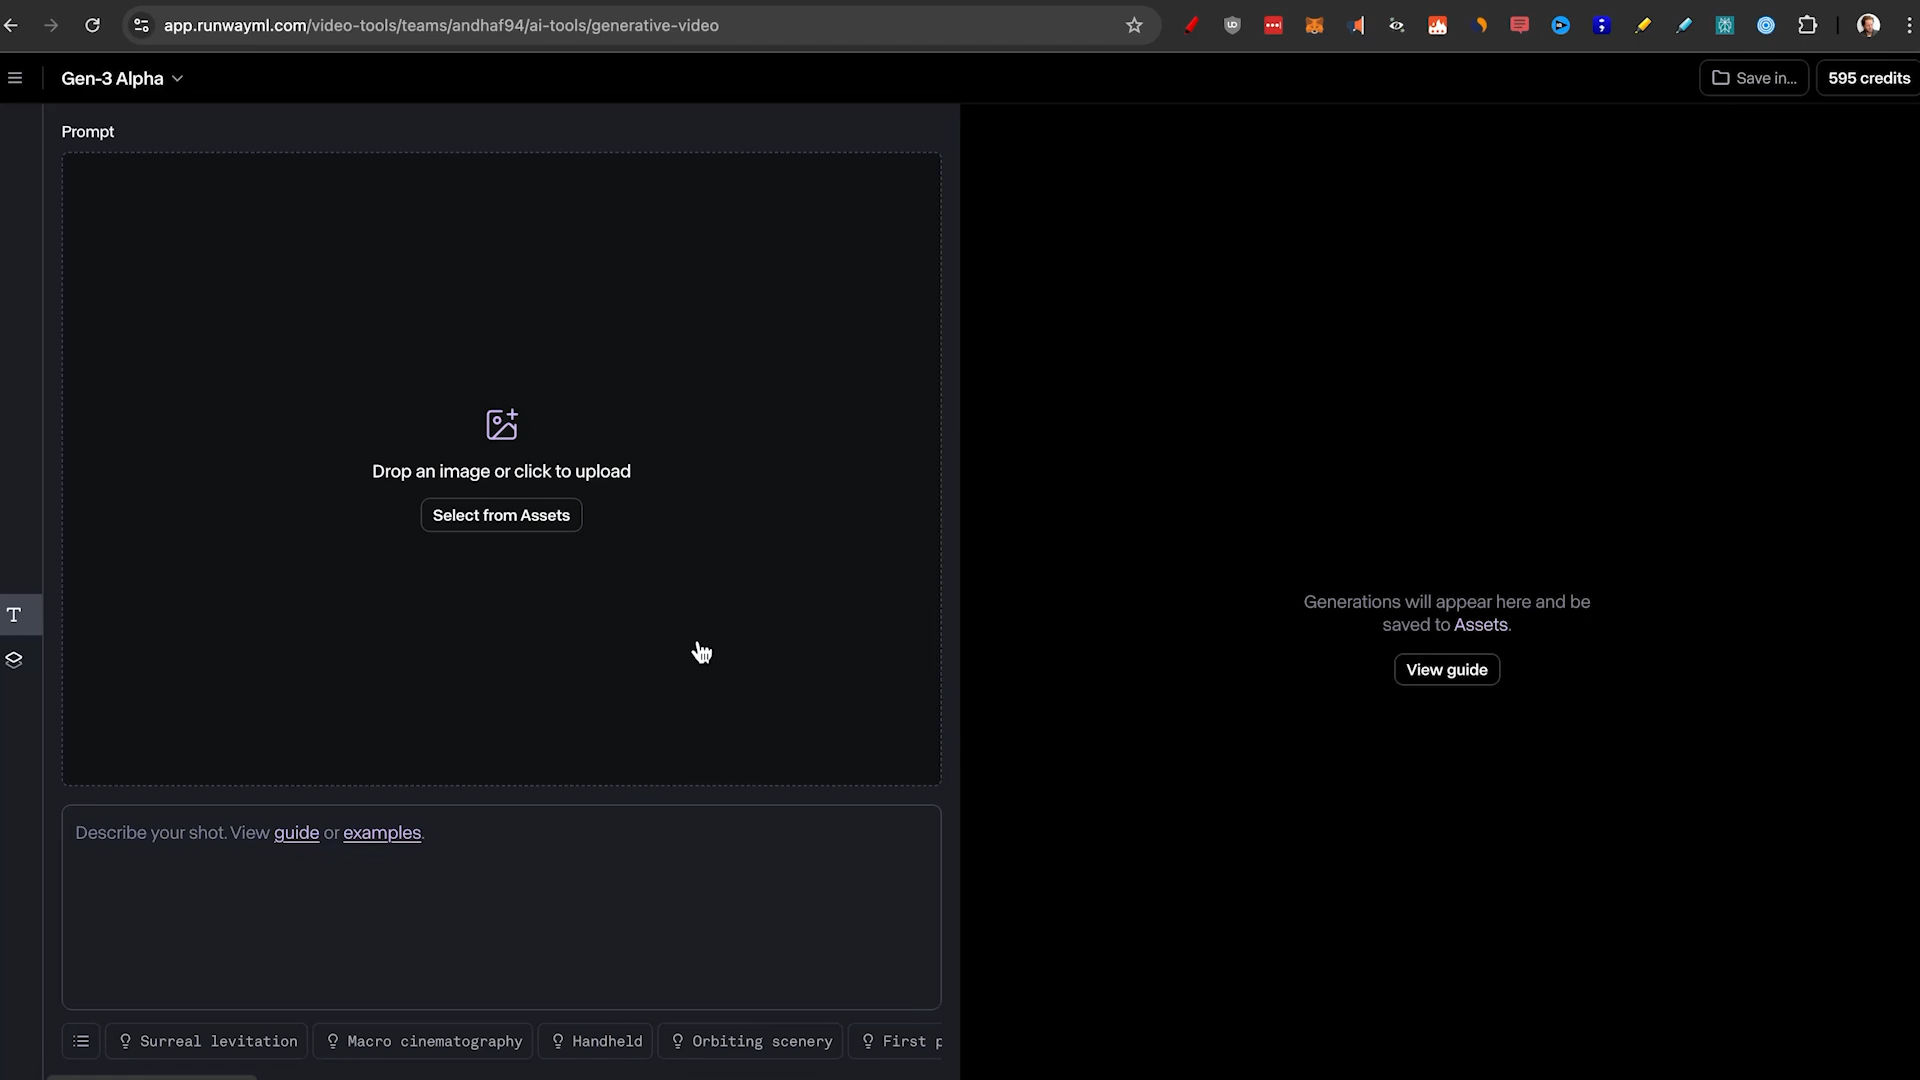 app.runwayml.com/video-tools/teams/andhaf94/ai-tools/generative-video
Gen-3 Alpha
Save in...
595 credits
Prompt
Drop an image or click to upload
Select from Assets
Generations will appear here and be
saved to Assets.
View guide
T
Describe your shot. View guide or examples.
Surreal levitation
Macro cinematography
Handheld
Orbiting scenery
First p